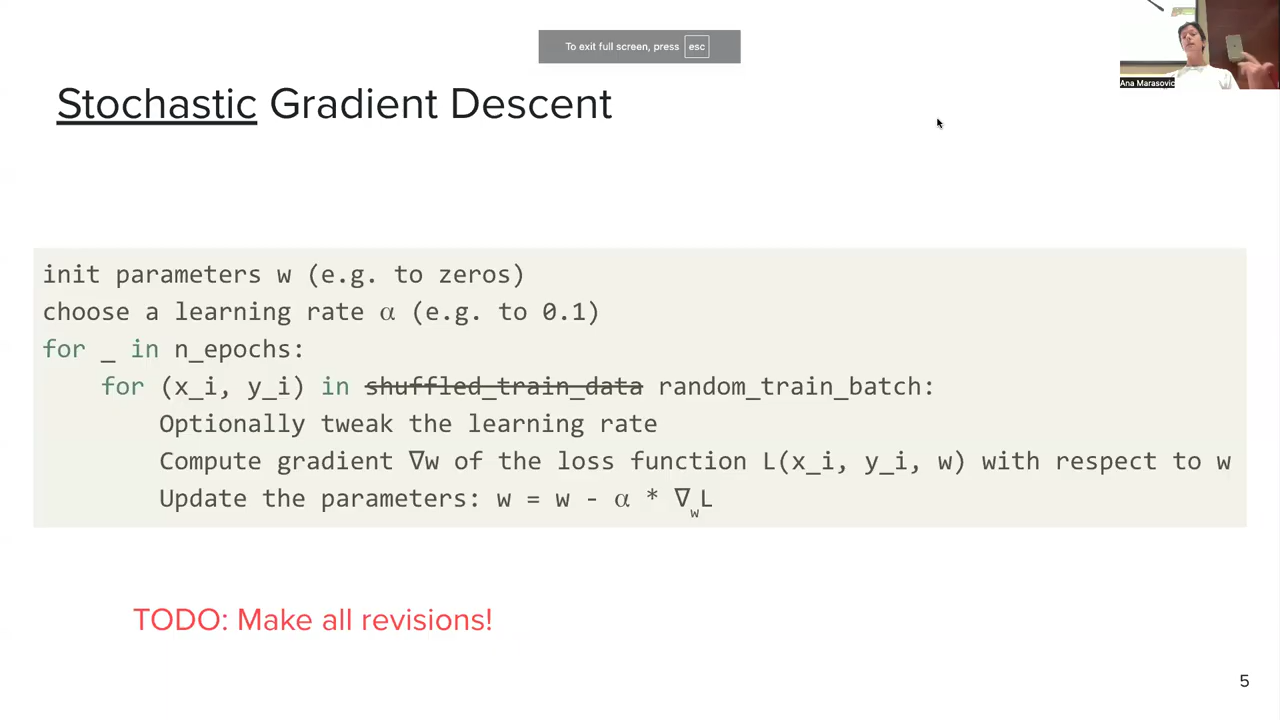 To exit full screen, press esc
Ana Marasovic
Stochastic Gradient Descent
init parameters w (e.g. to zeros)
choose a learning rate α (e.g. to 0.1)
for _ in n_epochs:
for (x_i, y_i) in shuffled_train_data random_train_batch:
Optionally tweak the learning rate
Compute gradient ∇w of the loss function L(x_i, y_i, w) with respect to w
Update the parameters: w = w - α * ∇wL
TODO: Make all revisions!
5